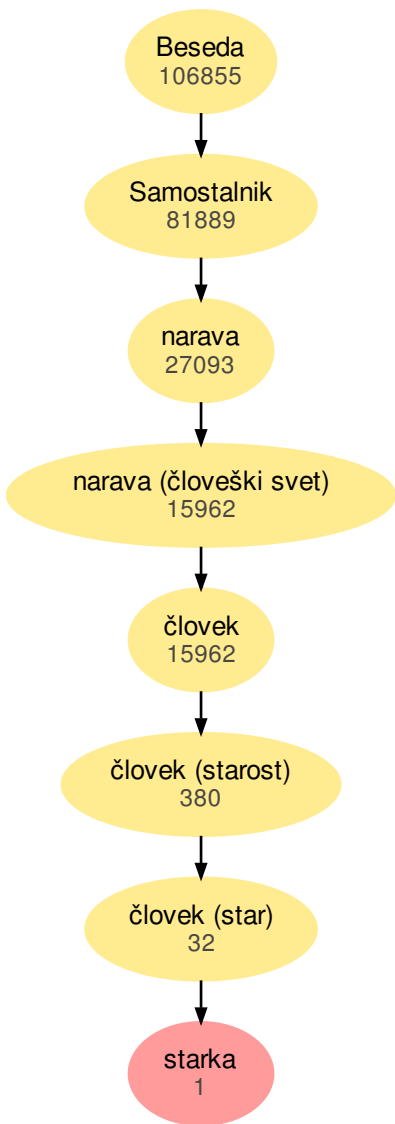 Beseda
106855
Samostalnik
81889
narava
27093
narava (človeški svet)
15962
človek
15962
človek (starost)
380
človek (star)
32
starka
1